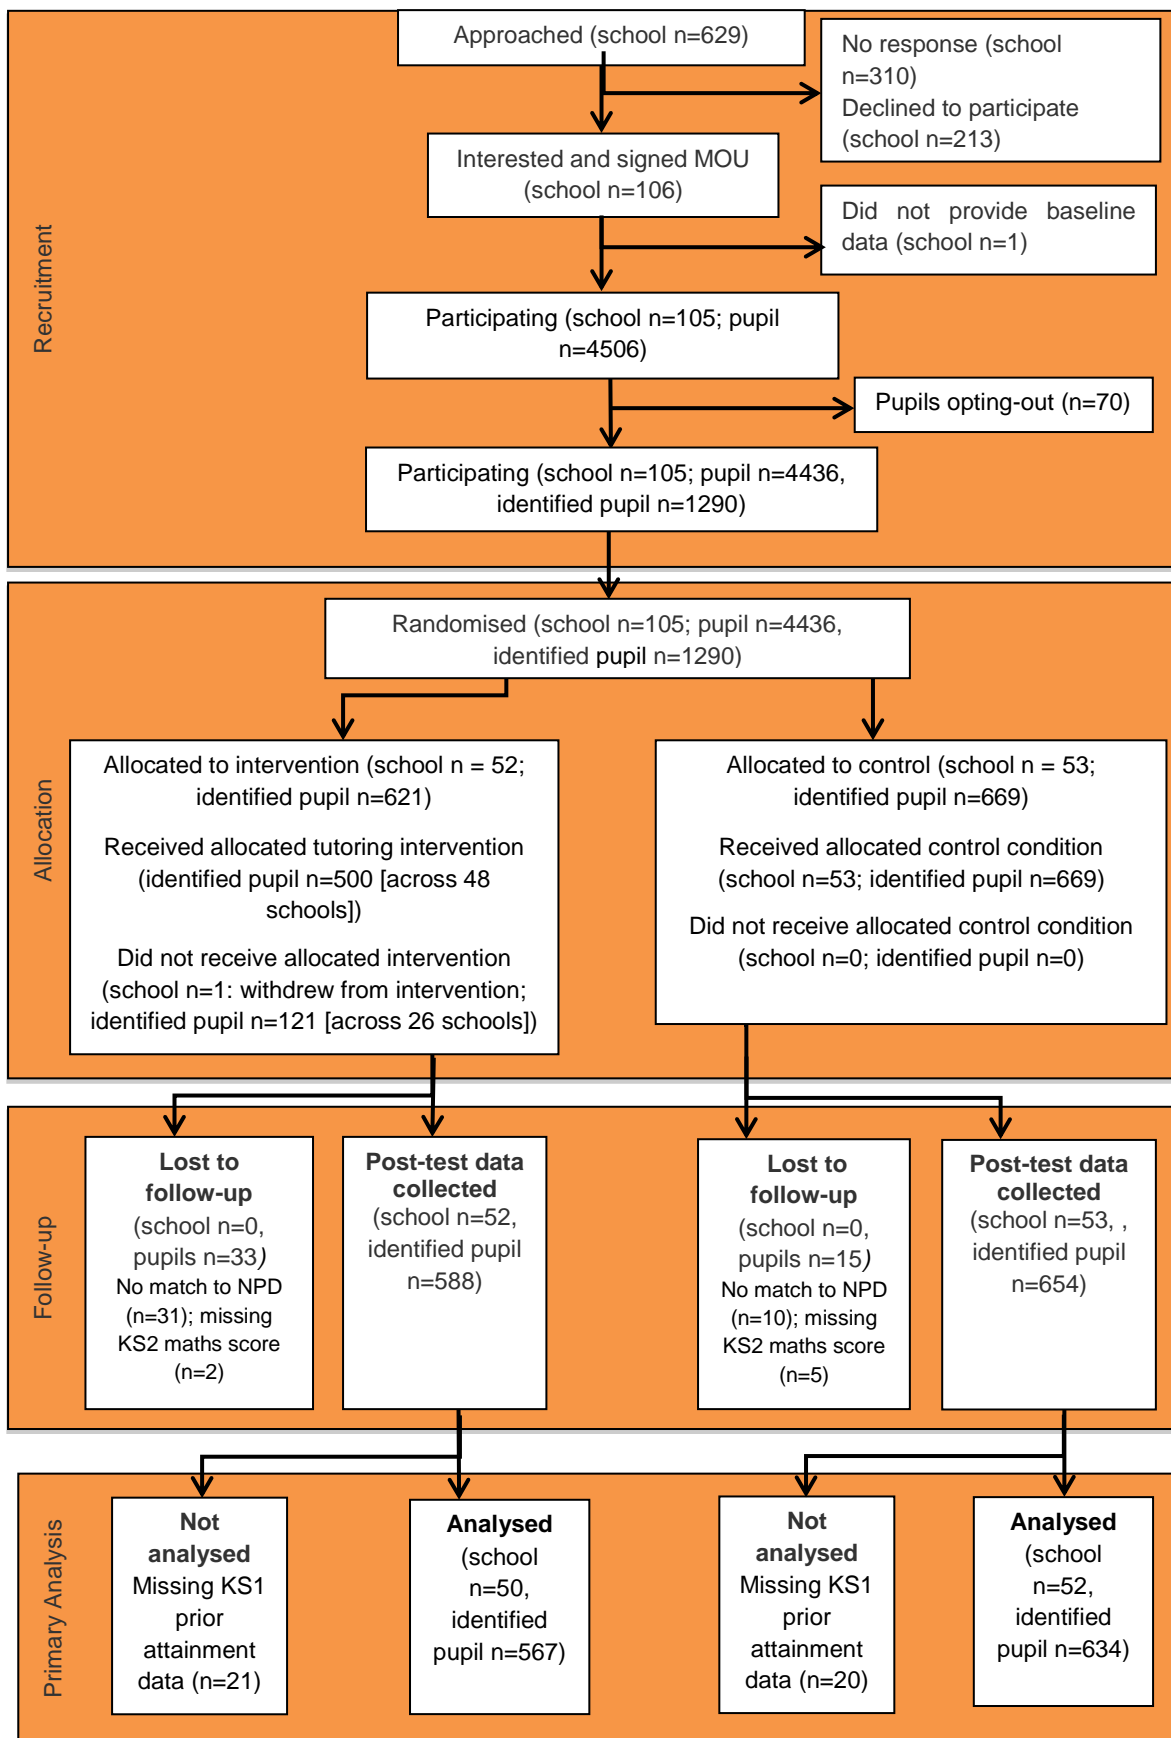 Recruitment
Approached (school n=629)
No response (school
n=310)
Declined to participate
(school n=213)
Interested and signed MOU
(school n=106)
Did not provide baseline
data (school n=1)
Participating (school n=105; pupil
n=4506)
Pupils opting-out (n=70)
Participating (school n=105; pupil n=4436,
identified pupil n=1290)
Allocation
Randomised (school n=105; pupil n=4436,
identified pupil n=1290)
Allocated to intervention (school n = 52;
identified pupil n=621)
Received allocated tutoring intervention
(identified pupil n=500 [across 48
schools])
Did not receive allocated intervention
(school n=1: withdrew from intervention;
identified pupil n=121 [across 26 schools])
Allocated to control (school n = 53;
identified pupil n=669)
Received allocated control condition
(school n=53; identified pupil n=669)
Did not receive allocated control condition
(school n=0; identified pupil n=0)
Follow-up
Lost to
follow-up
(school n=0,
pupils n=33)
No match to NPD
(n=31); missing
KS2 maths score
(n=2)
Post-test data
collected
(school n=52,
identified pupil
n=588)
Lost to
follow-up
(school n=0,
pupils n=15)
No match to NPD
(n=10); missing
KS2 maths score
(n=5)
Post-test data
collected
(school n=53, ,
identified pupil
n=654)
Primary Analysis
Not
analysed
Missing KS1
prior
attainment
data (n=21)
Analysed
(school
n=50,
identified
pupil n=567)
Not
analysed
Missing KS1
prior
attainment
data (n=20)
Analysed
(school
n=52,
identified
pupil n=634)